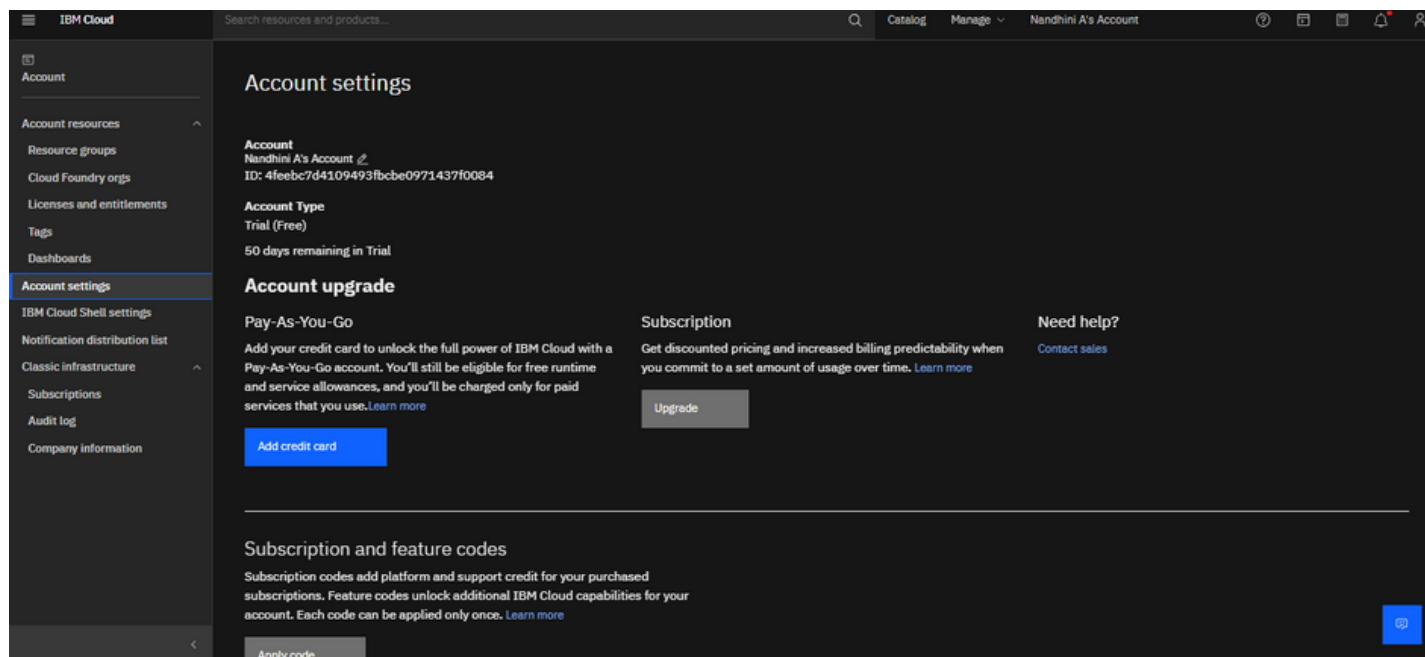 IBM Cloud
Search resources and products...
Catalog
Manage
Nandhini A's Account
Account
Account resources
Resource groups
Cloud Foundry orgs
Licenses and entitlements
Tags
Dashboards
Account settings
IBM Cloud Shell settings
Notification distribution list
Classic infrastructure
Subscriptions
Audit log
Company information
Account settings
Account
Nandhini A's Account
ID: 4feebc7d4109493fbcbe0971437f0084
Account Type
Trial (Free)
50 days remaining in Trial
Account upgrade
Pay-As-You-Go
Add your credit card to unlock the full power of IBM Cloud with a
Pay-As-You-Go account. You'll still be eligible for free runtime
and service allowances, and you'll be charged only for paid
services that you use.Learn more
Add credit card
Subscription
Get discounted pricing and increased billing predictability when
you commit to a set amount of usage over time. Learn more
Upgrade
Need help?
Contact sales
Subscription and feature codes
Subscription codes add platform and support credit for your purchased
subscriptions. Feature codes unlock additional IBM Cloud capabilities for your
account. Each code can be applied only once. Learn more
Apply code